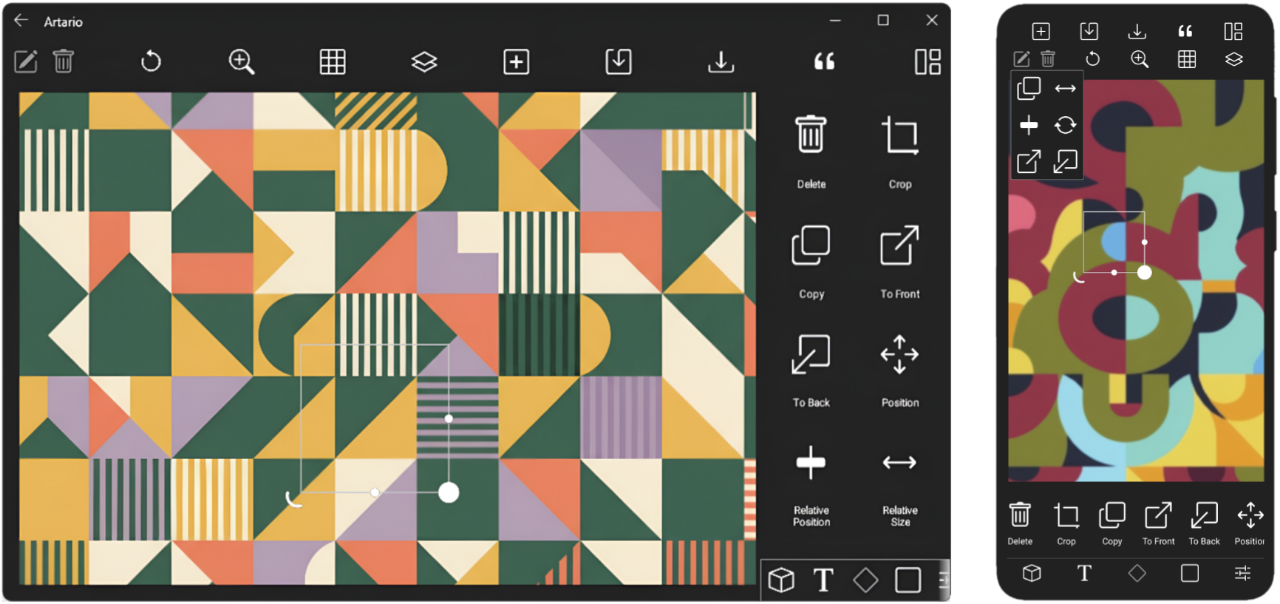 Artario
Delete
Crop
Copy
To Front
To Back
Position
Relative
Position
Relative
Size
T
Delete
Crop
Copy
To Front
To Back
Position
T